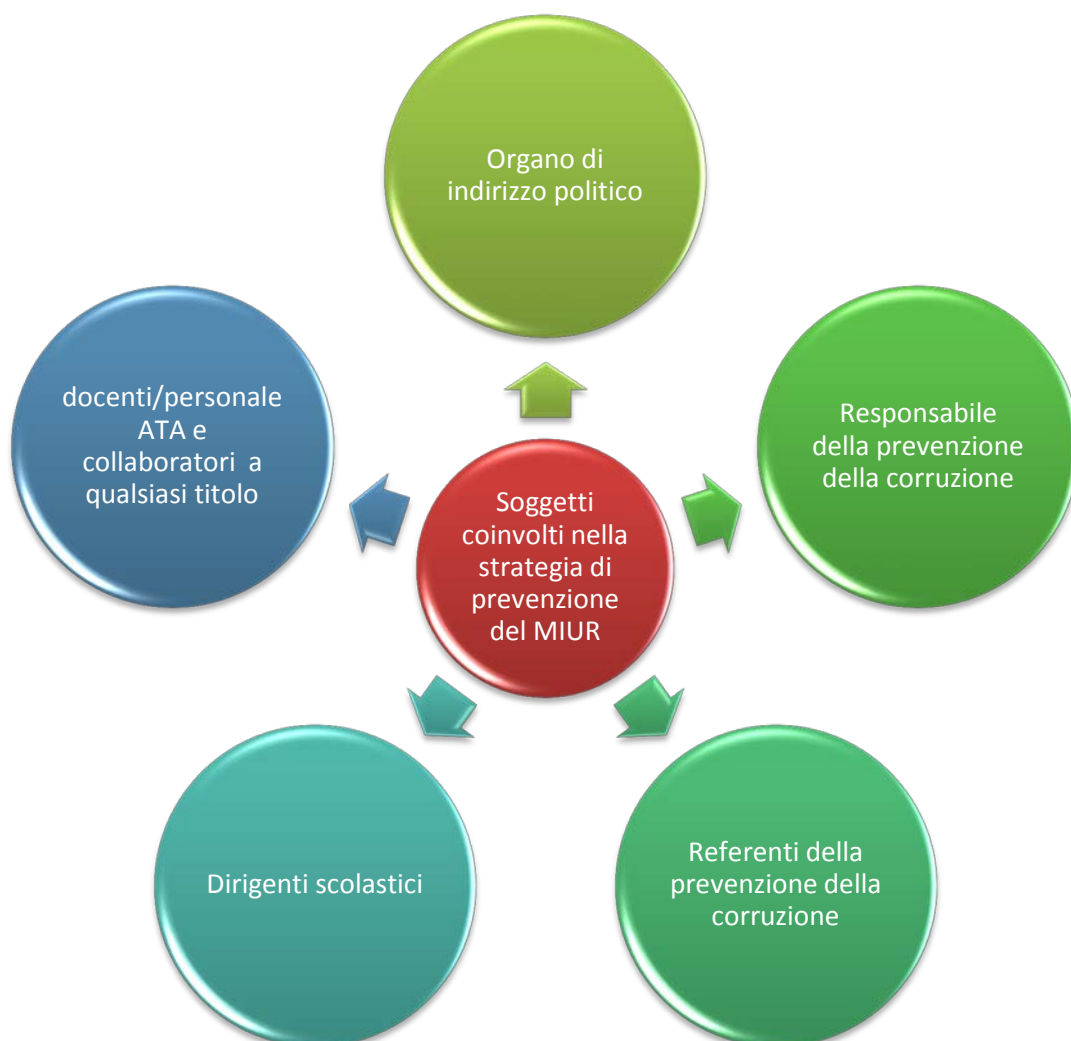 Organo di
indirizzo politico
docenti/personale
ATA e
collaboratori a
qualsiasi titolo
Responsabile
della prevenzione
della corruzione
Soggetti
coinvolti nella
strategia di
prevenzione
del MIUR
Dirigenti scolastici
Referenti della
prevenzione della
corruzione